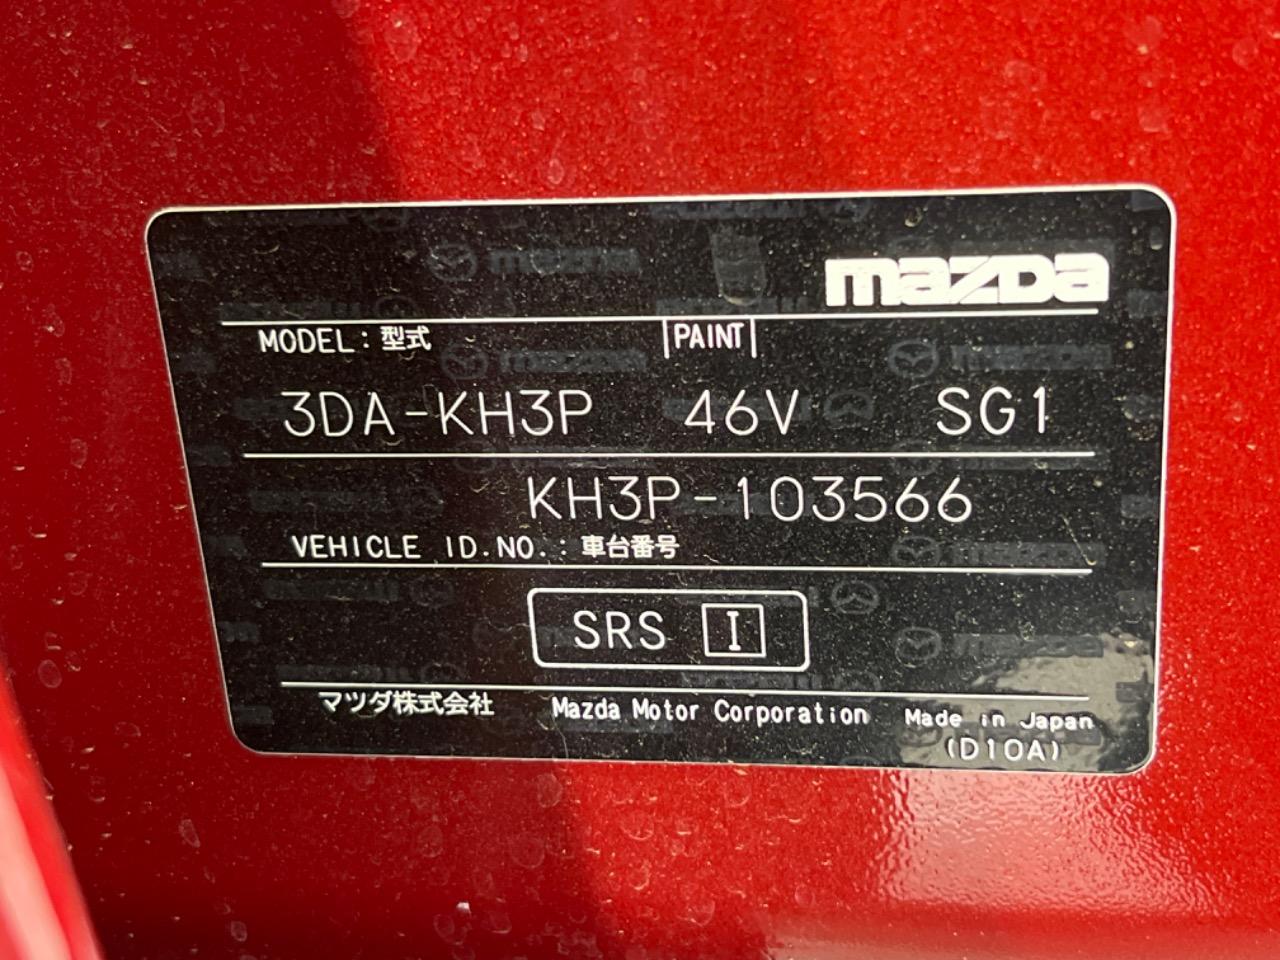 mazda
MODEL：型式 PAINT
3DA-KH3P 46V SG1
KH3P-103566
VEHICLE ID.NO.：車台番号
SRS I
マツダ株式会社 Mazda Motor Corporation Made in Japan
(D10A)